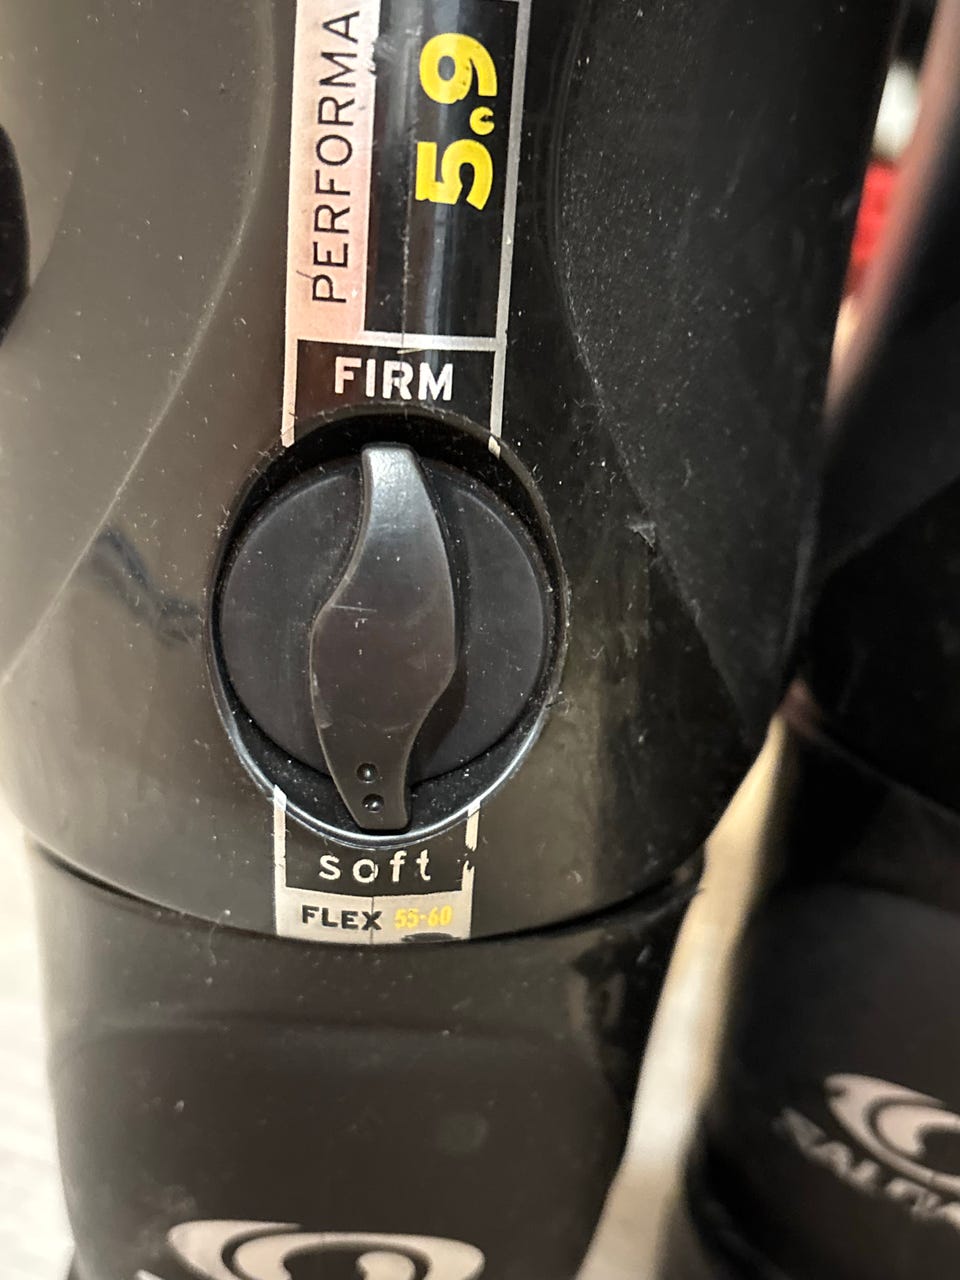 PERFORMA
5.9
FIRM
soft
FLEX 55-60